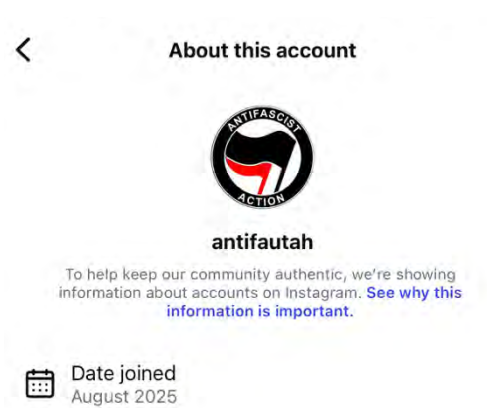 About this account
ANTIFASCIST
ACTION
antifautah
To help keep our community authentic, we're showing
information about accounts on Instagram. See why this
information is important.
Date joined
August 2025